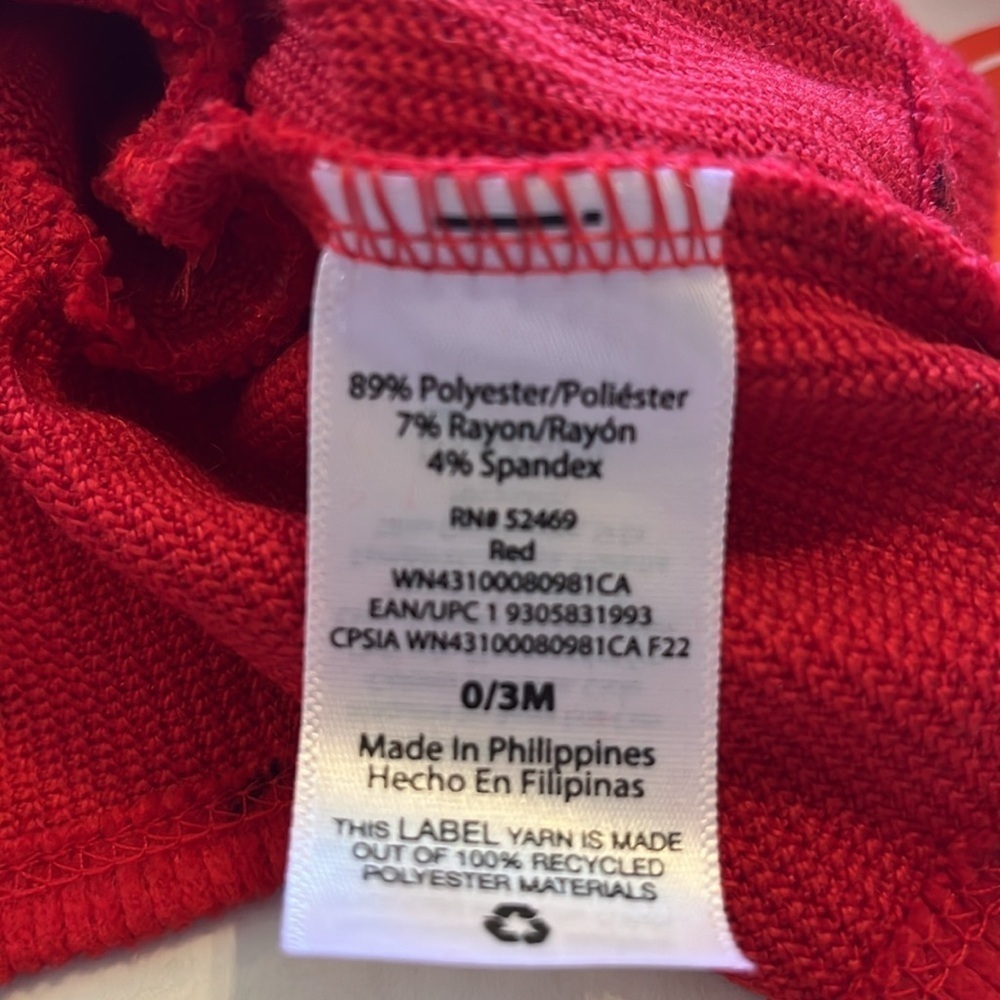 89% Polyester/Poliéster
7% Rayon/Rayón
4% Spandex
RN# 52469
Red
WN43100080981CA
EAN/UPC 1 9305831993
CPSIA WN43100080981CA F22
0/3M
Made In Philippines
Hecho En Filipinas
THIS LABEL YARN IS MADE
OUT OF 100% RECYCLED
POLYESTER MATERIALS